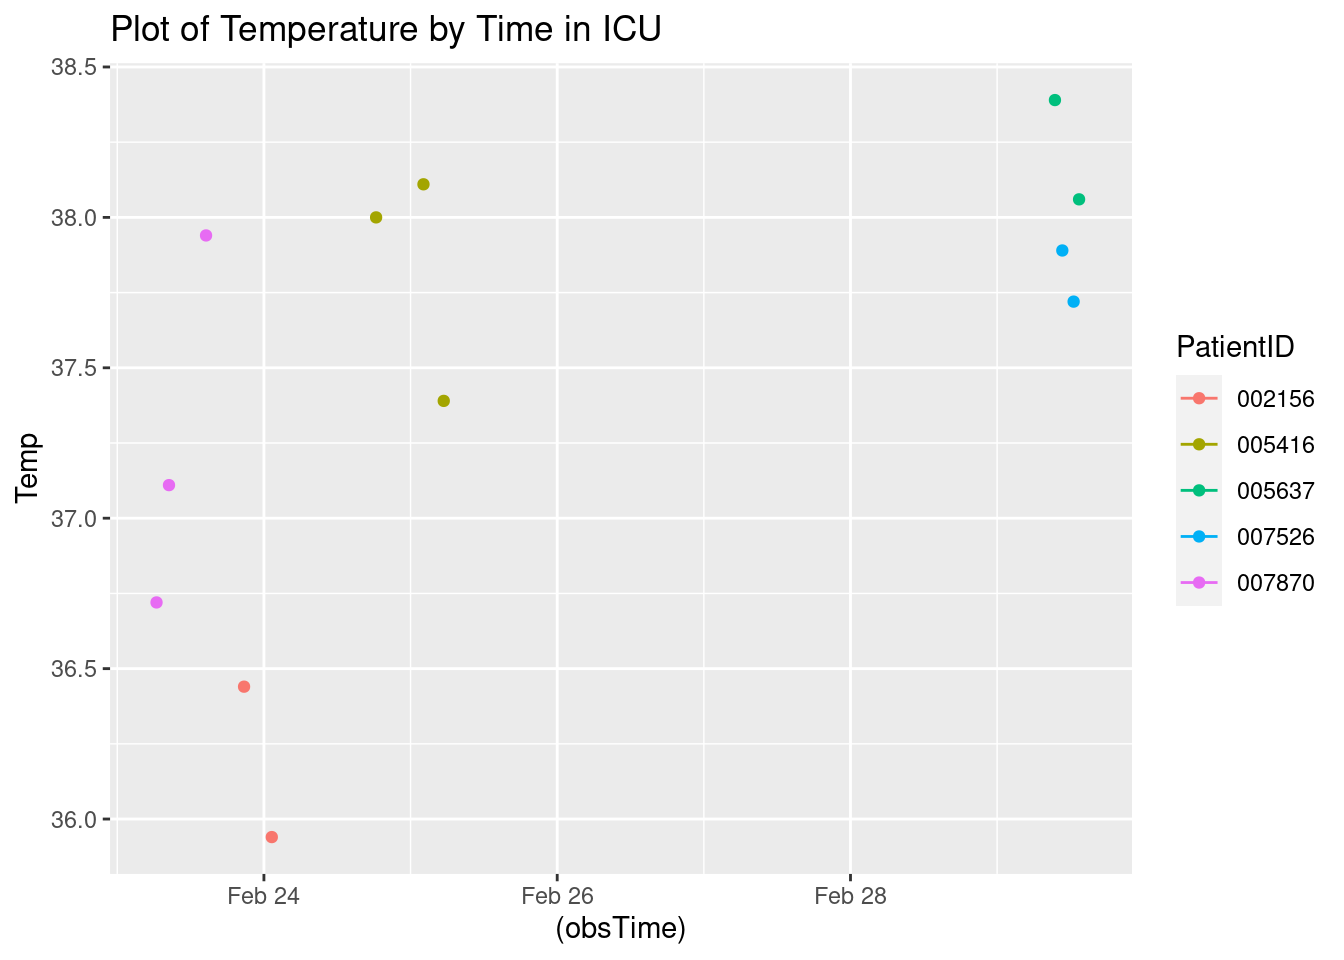 Plot of Temperature by Time in ICU
38.5
38.0
37.5
37.0
36.5
36.0
Temp
Feb 24 Feb 26 Feb 28
(obsTime)
PatientID
002156
005416
005637
007526
007870